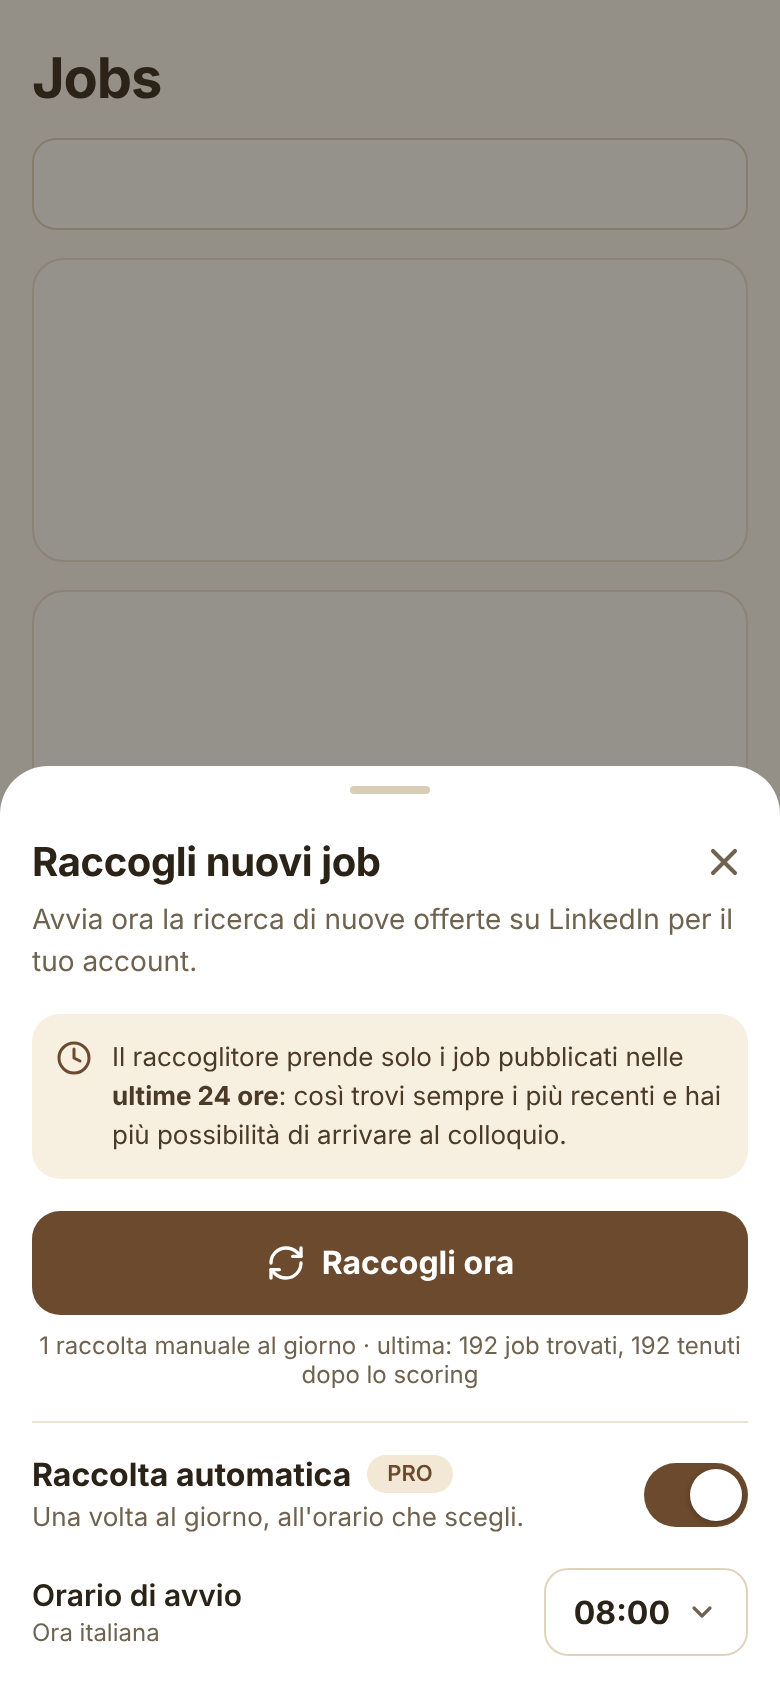 Jobs
Raccogli nuovi job
Avvia ora la ricerca di nuove offerte su LinkedIn per il
tuo account.
Il raccoglitore prende solo i job pubblicati nelle
ultime 24 ore: così trovi sempre i più recenti e hai
più possibilità di arrivare al colloquio.
Raccogli ora
1 raccolta manuale al giorno · ultima: 192 job trovati, 192 tenuti
dopo lo scoring
Raccolta automatica PRO
Una volta al giorno, all'orario che scegli.
Orario di avvio
Ora italiana
08:00